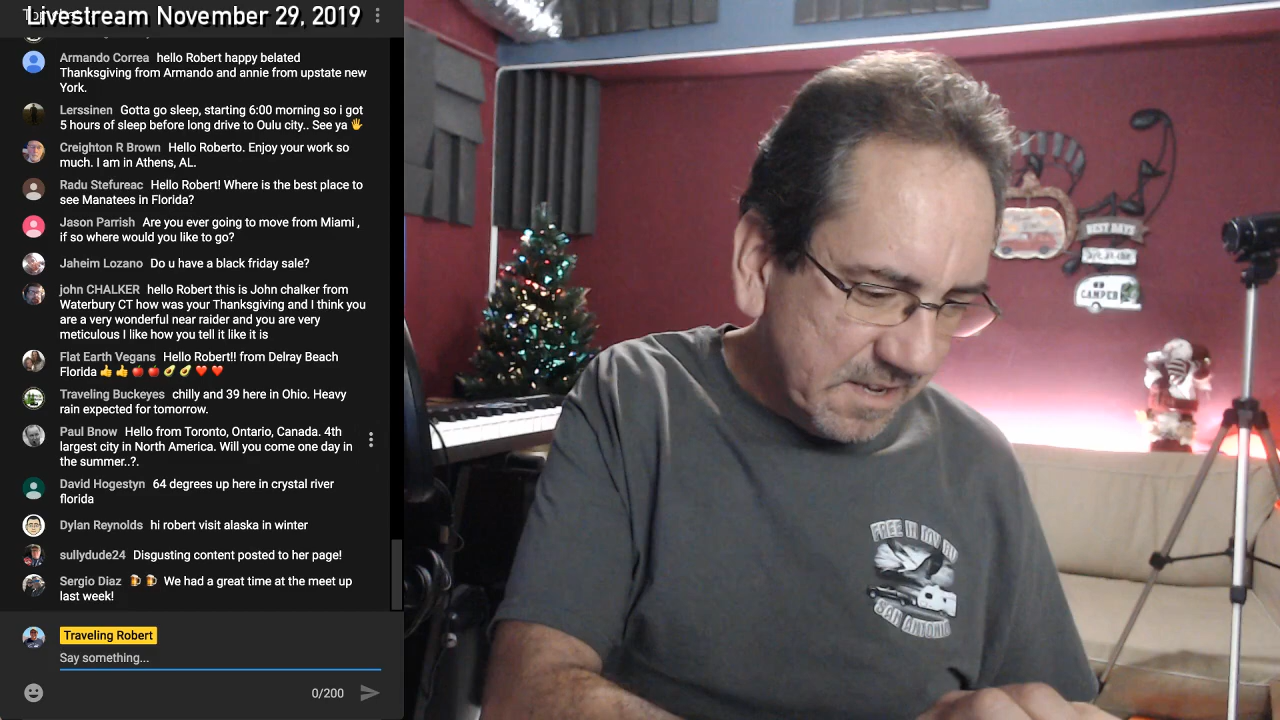 Livestream November 29, 2019
Armando Correa hello Robert happy belated
Thanksgiving from Armando and annie from upstate new
York.
Lerssinen Gotta go sleep, starting 6:00 morning so i got
5 hours of sleep before long drive to Oulu city.. See ya 🖐
Creighton R Brown Hello Roberto. Enjoy your work so
much. I am in Athens, AL.
Radu Stefureac Hello Robert! Where is the best place to
see Manatees in Florida?
Jason Parrish Are you ever going to move from Miami ,
if so where would you like to go?
Jaheim Lozano Do u have a black friday sale?
john CHALKER hello Robert this is John chalker from
Waterbury CT how was your Thanksgiving and I think you
are a very wonderful near raider and you are very
meticulous I like how you tell it like it is
Flat Earth Vegans Hello Robert!! from Delray Beach
Florida 👍👍🍎🍎🥑🥑❤️❤️
Traveling Buckeyes chilly and 39 here in Ohio. Heavy
rain expected for tomorrow.
Paul Bnow Hello from Toronto, Ontario, Canada. 4th
largest city in North America. Will you come one day in
the summer..?.
David Hogestyn 64 degrees up here in crystal river
florida
Dylan Reynolds hi robert visit alaska in winter
sullydude24 Disgusting content posted to her page!
Sergio Diaz 🍺 🍺 We had a great time at the meet up
last week!
Traveling Robert
Say something...
0/200
BEST DAYS
CAMPER
FREE IN MY RV
SAN ANTONIO